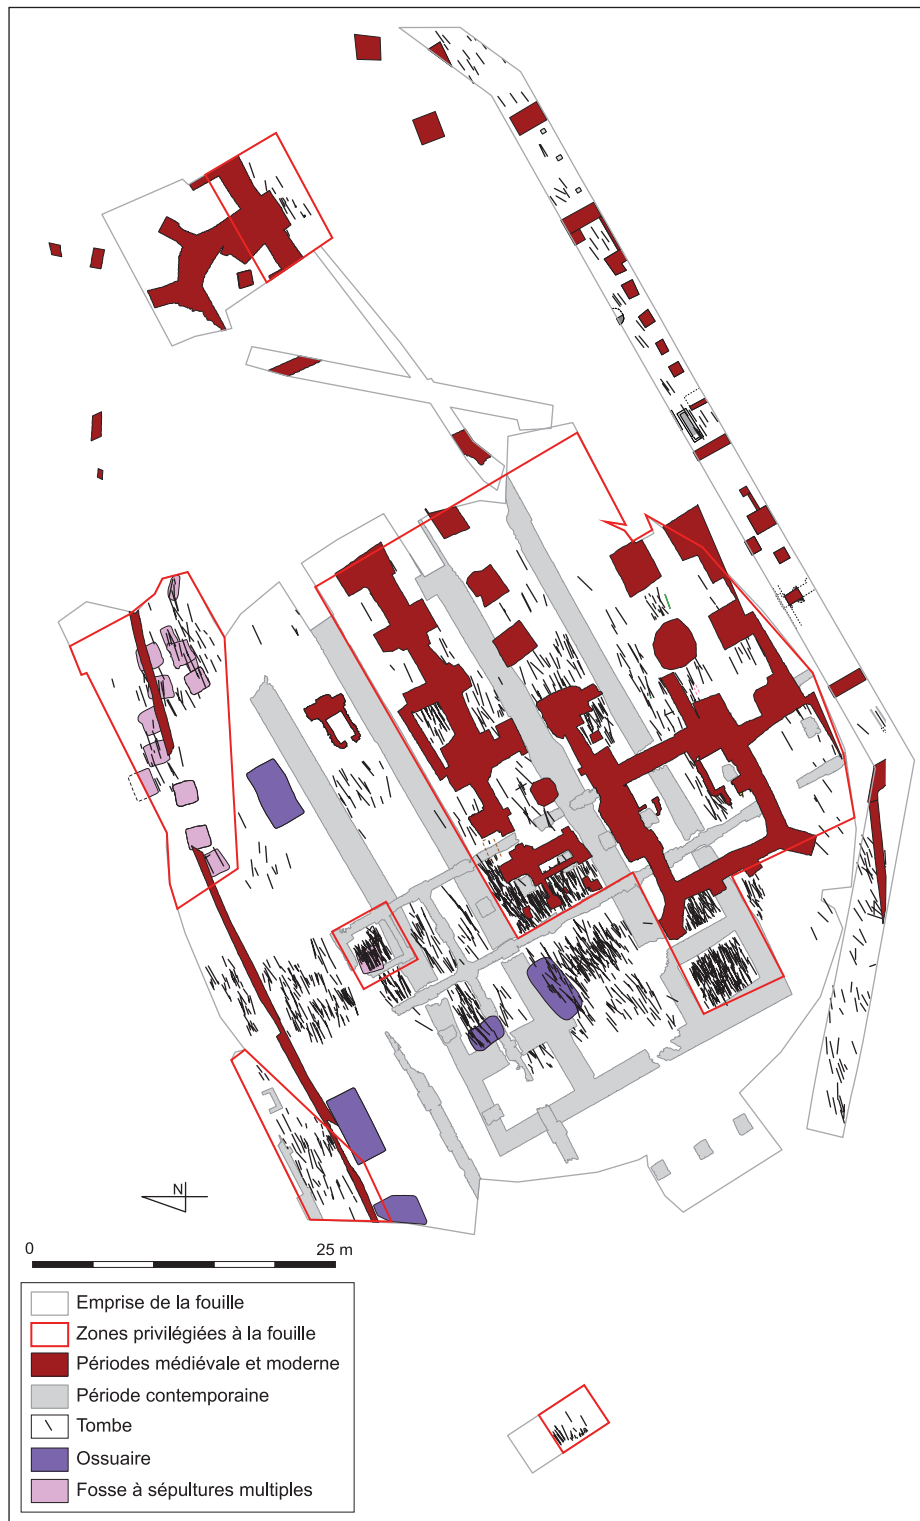 N
0 25 m
Emprise de la fouille
Zones privilégiées à la fouille
Périodes médiévale et moderne
Période contemporaine
Tombe
Ossuaire
Fosse à sépultures multiples